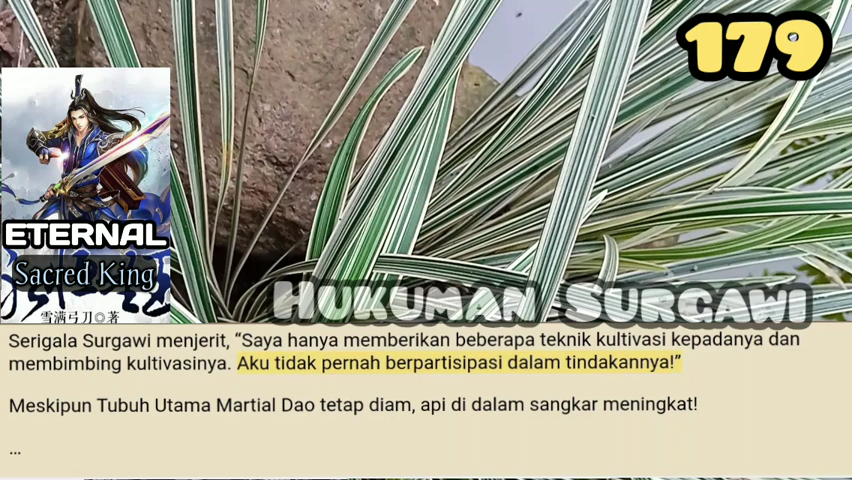 179
ETERNAL
Sacred King
雪满弓刀◎著
Hukuman Surgawi
Serigala Surgawi menjerit, “Saya hanya memberikan beberapa teknik kultivasi kepadanya dan
membimbing kultivasinya. Aku tidak pernah berpartisipasi dalam tindakannya!”
Meskipun Tubuh Utama Martial Dao tetap diam, api di dalam sangkar meningkat!
...